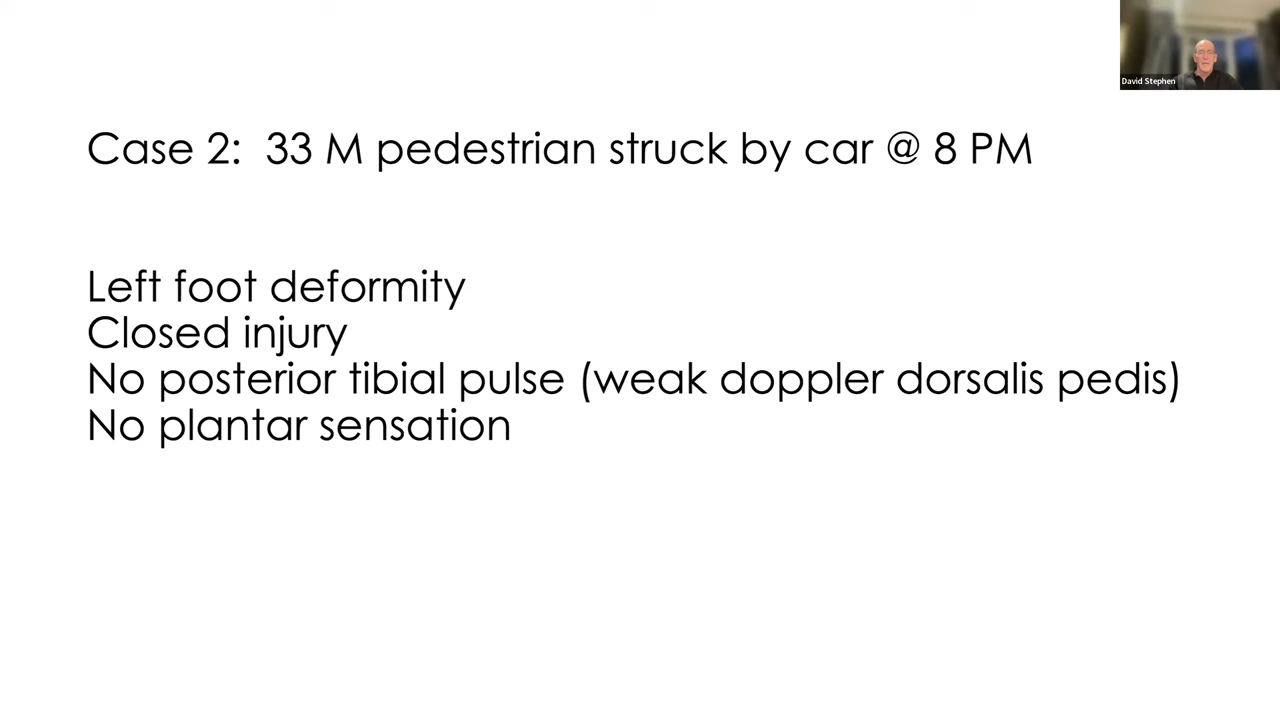 David Stephen
Case 2: 33 M pedestrian struck by car @ 8 PM
Left foot deformity
Closed injury
No posterior tibial pulse (weak doppler dorsalis pedis)
No plantar sensation